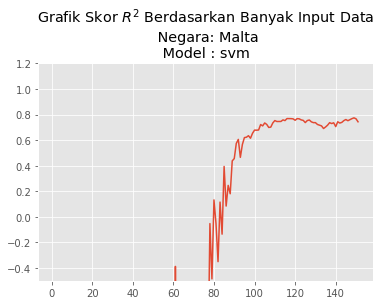 Grafik Skor R² Berdasarkan Banyak Input Data
Negara: Malta
Model : svm
1.2
1.0
0.8
0.6
0.4
0.2
0.0
−0.2
−0.4
0 20 40 60 80 100 120 140